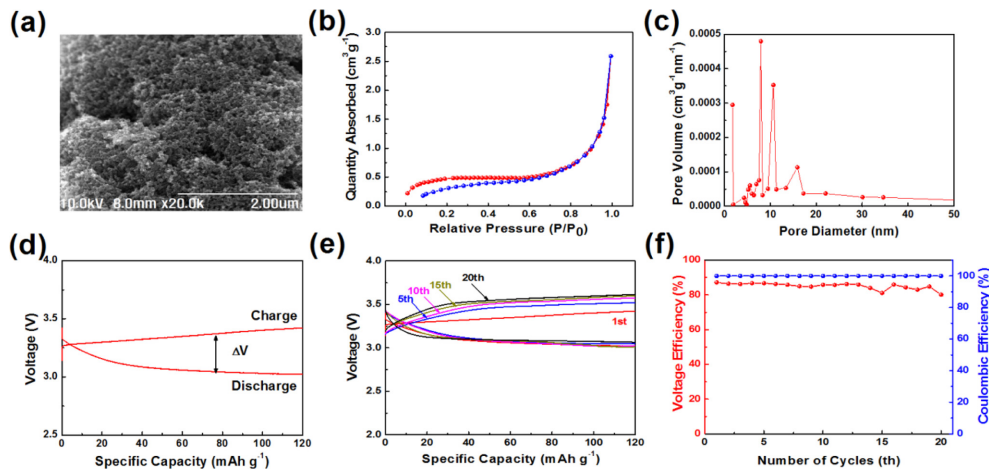 (a)
10.0kV 8.0mm x20.0k 2.00um
(b)
Quantity Absorbed (cm³g⁻¹)
3.0
2.5
2.0
1.5
1.0
0.5
0.0
0.0 0.2 0.4 0.6 0.8 1.0
Relative Pressure (P/P₀)
(c)
Pore Volume (cm³g⁻¹nm⁻¹)
0.0005
0.0004
0.0003
0.0002
0.0001
0.0000
0 10 20 30 40 50
Pore Diameter (nm)
(d)
Voltage (V)
4.0
3.5
3.0
2.5
Charge
ΔV
Discharge
0 20 40 60 80 100 120
Specific Capacity (mAh g⁻¹)
(e)
Voltage (V)
4.0
3.5
3.0
2.5
2.0
20th
15th
10th
5th
1st
0 20 40 60 80 100 120
Specific Capacity (mAh g⁻¹)
(f)
Voltage Efficiency (%)
100
80
60
40
20
0
0 5 10 15 20
Number of Cycles (th)
100
80
60
40
20
0
Coulombic Efficiency (%)